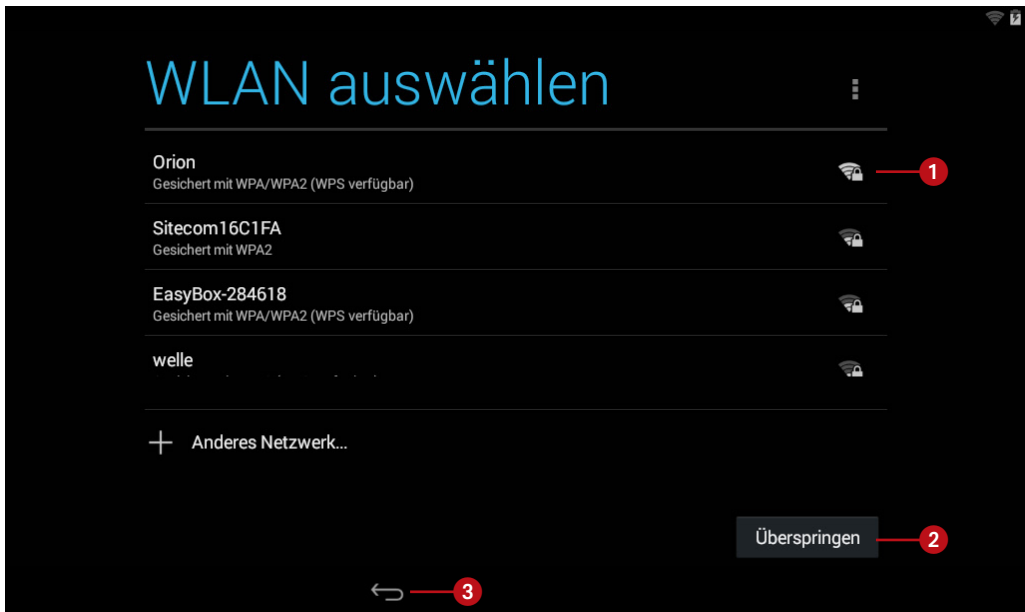 WLAN auswählen
Orion
Gesichert mit WPA/WPA2 (WPS verfügbar)
1
Sitecom16C1FA
Gesichert mit WPA2
EasyBox-284618
Gesichert mit WPA/WPA2 (WPS verfügbar)
welle
Anderes Netzwerk...
Überspringen
2
3